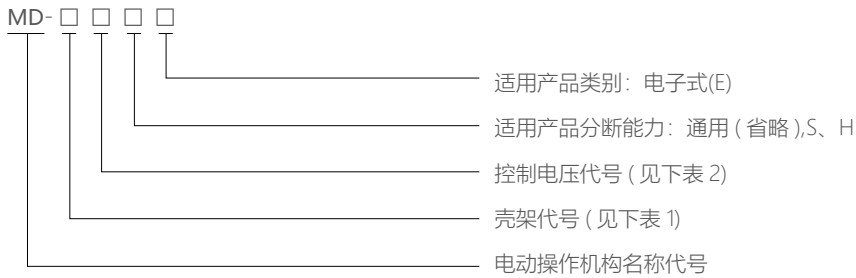 MD-□ □ □ □
适用产品类别：电子式(E)
适用产品分断能力：通用 ( 省略 ),S、H
控制电压代号 ( 见下表 2)
壳架代号 ( 见下表 1)
电动操作机构名称代号